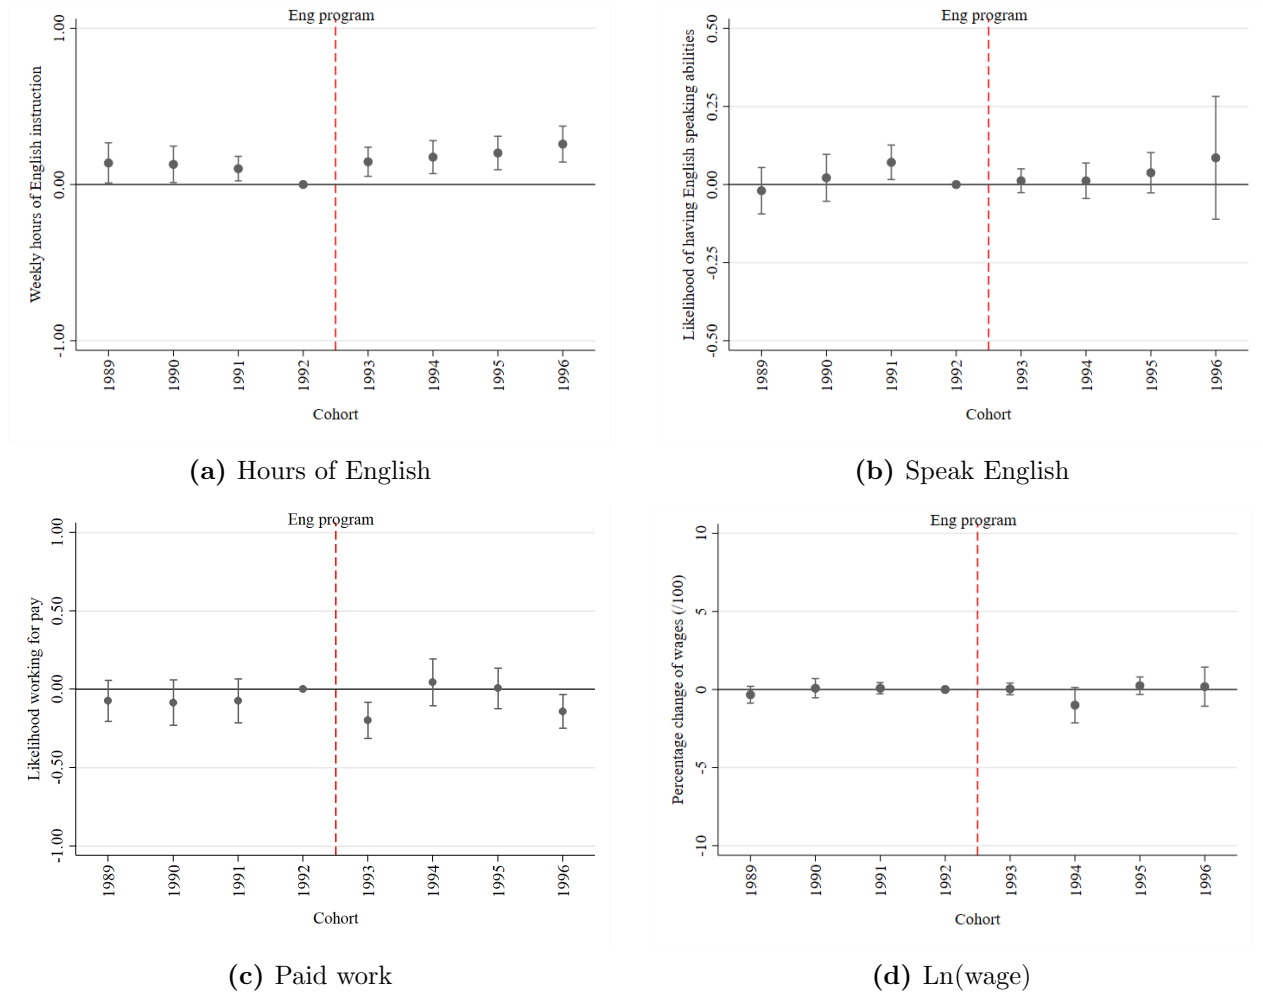 Eng program
Weekly hours of English instruction
1.00
0.00
-1.00
1989 1990 1991 1992 1993 1994 1995 1996
Cohort
(a) Hours of English
Eng program
Likelihood of having English speaking abilities
0.50
0.25
0.00
-0.25
-0.50
1989 1990 1991 1992 1993 1994 1995 1996
Cohort
(b) Speak English
Eng program
Likelihood working for pay
1.00
0.50
0.00
-0.50
-1.00
1989 1990 1991 1992 1993 1994 1995 1996
Cohort
(c) Paid work
Eng program
Percentage change of wages (/100)
10
5
0
-5
-10
1989 1990 1991 1992 1993 1994 1995 1996
Cohort
(d) Ln(wage)